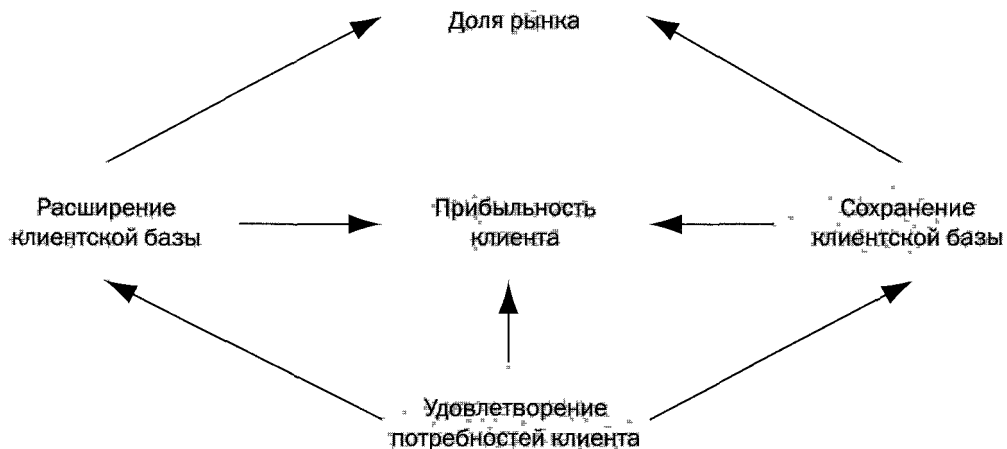 Доля рынка
Расширение
клиентской базы
Прибыльность
клиента
Сохранение
клиентской базы
Удовлетворение
потребностей клиента